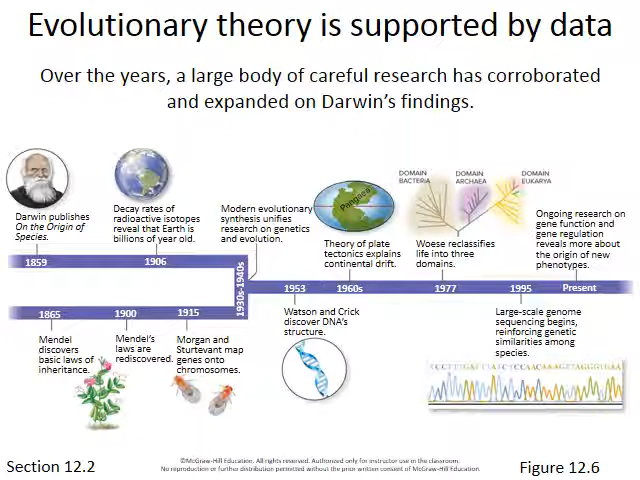 Evolutionary theory is supported by data
Over the years, a large body of careful research has corroborated
and expanded on Darwin's findings.
Darwin publishes
On the Origin of
Species.
Decay rates of
radioactive isotopes
reveal that Earth is
billions of year old.
Modern evolutionary
synthesis unifies
research on genetics
and evolution.
Pangaea
Theory of plate
tectonics explains
continental drift.
DOMAIN
BACTERIA
DOMAIN
ARCHAEA
DOMAIN
EUKARYA
Woese reclassifies
life into three
domains.
Ongoing research on
gene function and
gene regulation
reveals more about
the origin of new
phenotypes.
1859
1906
1930s-1940s
1953
1960s
1977
1995
Present
1865
1900
1915
Mendel
discovers
basic laws of
inheritance.
Mendel's
laws are
rediscovered.
Morgan and
Sturtevant map
genes onto
chromosomes.
Watson and Crick
discover DNA's
structure.
Large-scale genome
sequencing begins,
reinforcing genetic
similarities among
species.
Section 12.2
©McGraw-Hill Education. All rights reserved. Authorized only for instructor use in the classroom.
No reproduction or further distribution permitted without the prior written consent of McGraw-Hill Education.
Figure 12.6